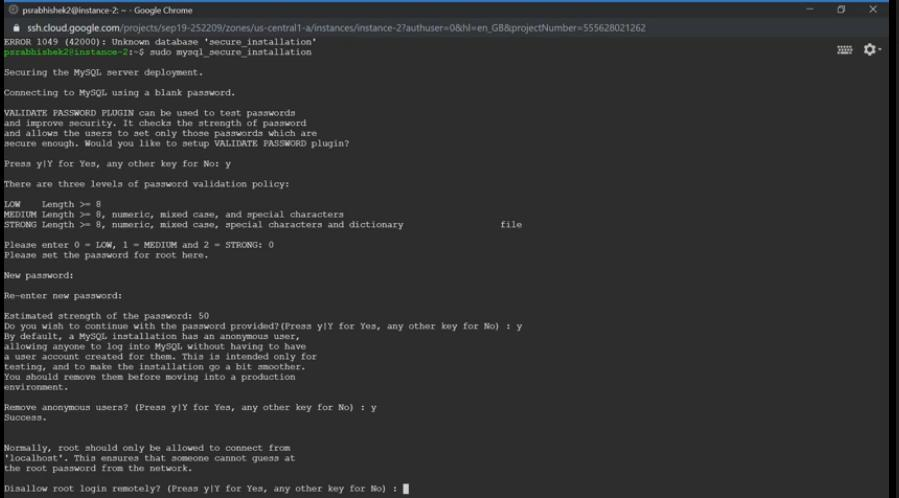 psrabhishek2@instance-2: ~ - Google Chrome
ssh.cloud.google.com/projects/sep19-252209/zones/us-central1-a/instances/instance-2?authuser=0&hl=en_GB&projectNumber=555628021262
ERROR 1049 (42000): Unknown database 'secure_installation'
psrabhishek2@instance-2:~$ sudo mysql_secure_installation
Securing the MySQL server deployment.
Connecting to MySQL using a blank password.
VALIDATE PASSWORD PLUGIN can be used to test passwords
and improve security. It checks the strength of password
and allows the users to set only those passwords which are
secure enough. Would you like to setup VALIDATE PASSWORD plugin?
Press y|Y for Yes, any other key for No: y
There are three levels of password validation policy:
LOW    Length >= 8
MEDIUM Length >= 8, numeric, mixed case, and special characters
STRONG Length >= 8, numeric, mixed case, special characters and dictionary                  file
Please enter 0 = LOW, 1 = MEDIUM and 2 = STRONG: 0
Please set the password for root here.
New password:
Re-enter new password:
Estimated strength of the password: 50
Do you wish to continue with the password provided?(Press y|Y for Yes, any other key for No) : y
By default, a MySQL installation has an anonymous user,
allowing anyone to log into MySQL without having to have
a user account created for them. This is intended only for
testing, and to make the installation go a bit smoother.
You should remove them before moving into a production
environment.
Remove anonymous users? (Press y|Y for Yes, any other key for No) : y
Success.
Normally, root should only be allowed to connect from
'localhost'. This ensures that someone cannot guess at
the root password from the network.
Disallow root login remotely? (Press y|Y for Yes, any other key for No) :